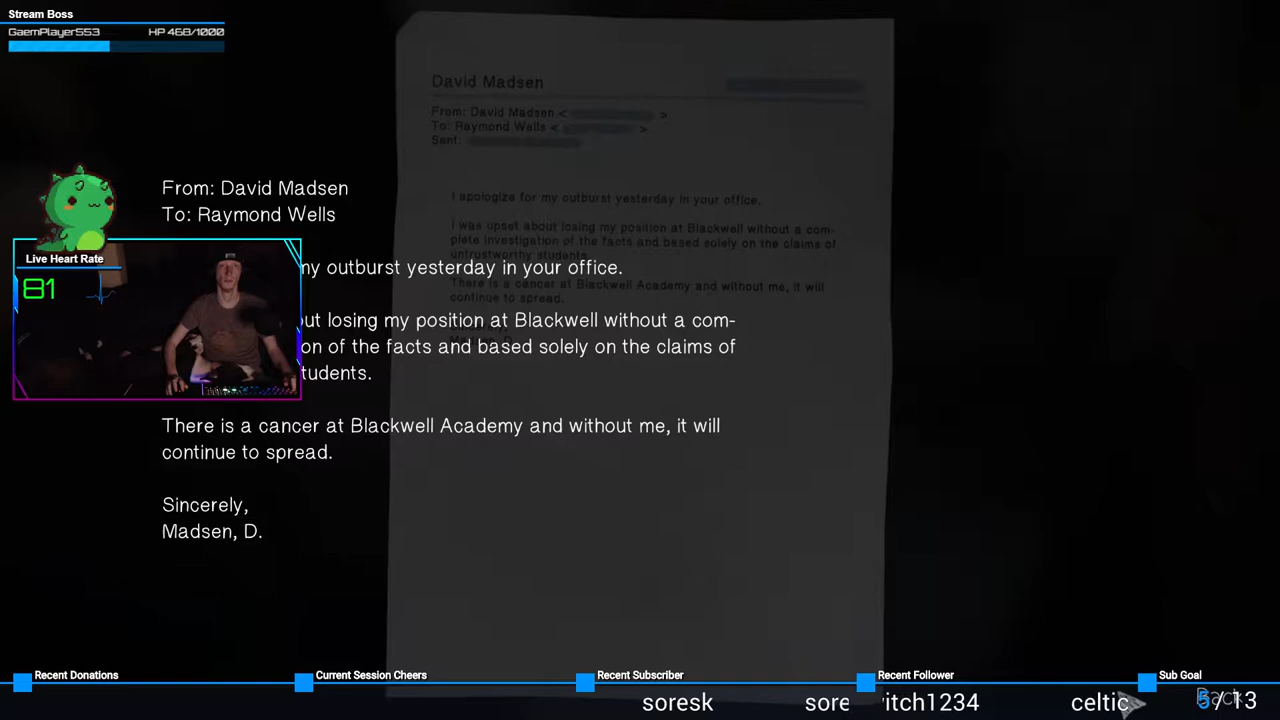 Stream Boss
GaemPlayer553 HP 468/1000
David Madsen
From: David Madsen < >
To: Raymond Wells < >
Sent:
I apologize for my outburst yesterday in your office.
I was upset about losing my position at Blackwell without a com-
plete investigation of the facts and based solely on the claims of
untrustworthy students.
There is a cancer at Blackwell Academy and without me, it will
continue to spread.
From: David Madsen
To: Raymond Wells
Live Heart Rate
81
my outburst yesterday in your office.
out losing my position at Blackwell without a com-
on of the facts and based solely on the claims of
tudents.
There is a cancer at Blackwell Academy and without me, it will
continue to spread.
Sincerely,
Madsen, D.
Recent Donations
Current Session Cheers
Recent Subscriber
Recent Follower
Sub Goal
soresk
sore
itch1234
celtic
Back
5 / 13